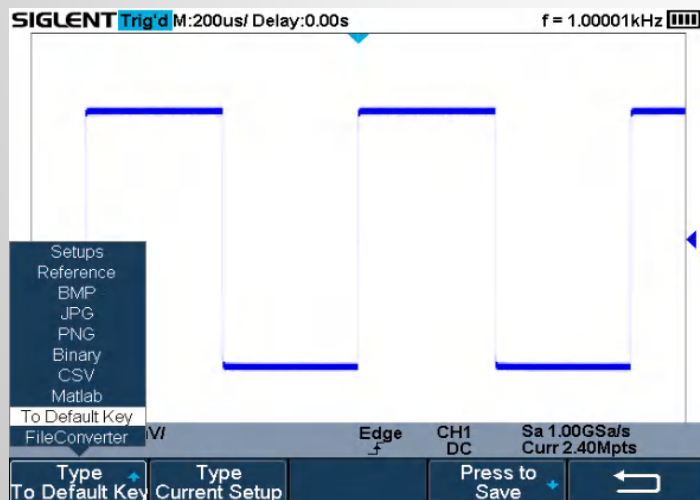 SIGLENT Trig'd M:200us/ Delay:0.00s f = 1.00001kHz
Setups
Reference
BMP
JPG
PNG
Binary
CSV
Matlab
To Default Key
FileConverter
V/ Edge CH1 Sa 1.00GSa/s
DC Curr 2.40Mpts
Type Type Press to
To Default Key Current Setup Save